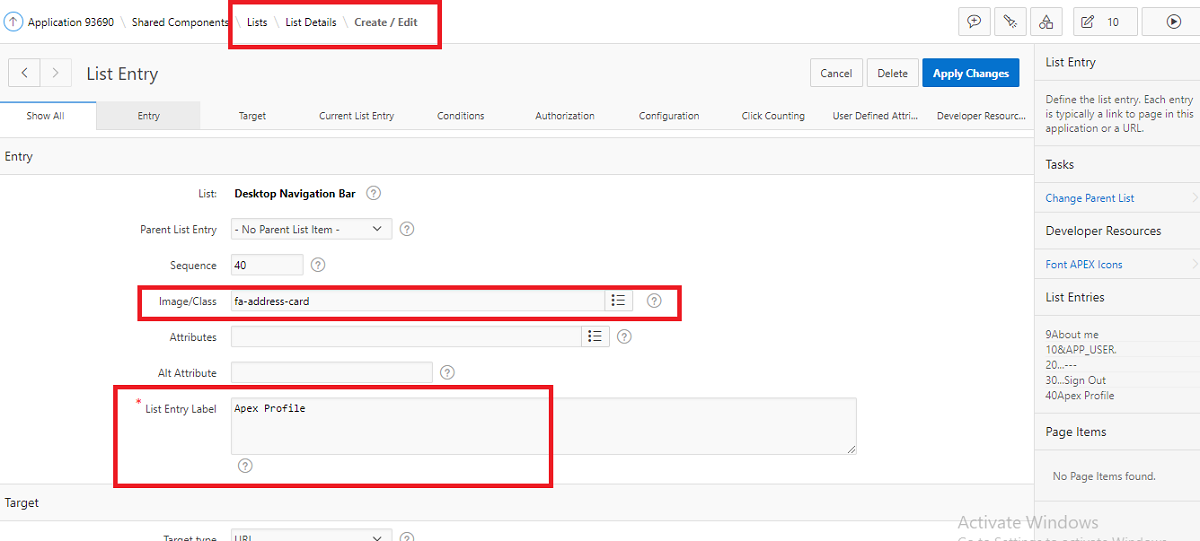 Application 93690 \ Shared Components \ Lists \ List Details \ Create / Edit
10
List Entry
Cancel
Delete
Apply Changes
Show All
Entry
Target
Current List Entry
Conditions
Authorization
Configuration
Click Counting
User Defined Attri...
Developer Resourc...
Entry
List: Desktop Navigation Bar ?
Parent List Entry - No Parent List Item - ?
Sequence 40 ?
Image/Class fa-address-card ?
Attributes ?
Alt Attribute ?
* List Entry Label Apex Profile
?
Target
Target type URL ?
List Entry
Define the list entry. Each entry
is typically a link to page in this
application or a URL.
Tasks
Change Parent List
Developer Resources
Font APEX Icons
List Entries
9About me
10&APP_USER.
20...---
30...Sign Out
40Apex Profile
Page Items
No Page Items found.
Activate Windows
Go to Settings to activate Windows.